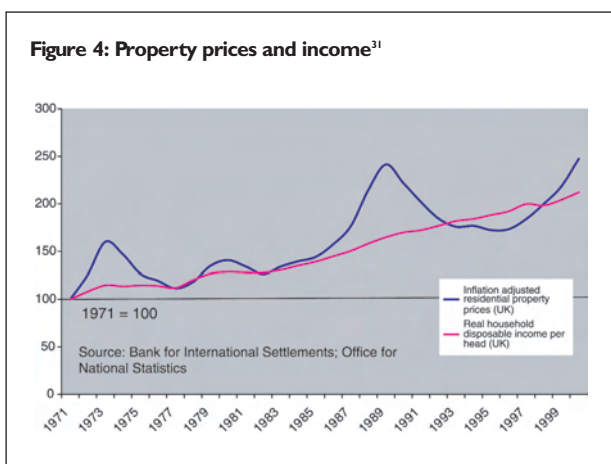 Figure 4: Property prices and income31
300
250
200
150
100
50
0
1971 = 100
Source: Bank for International Settlements; Office for
National Statistics
Inflation adjusted
residential property
prices (UK)
Real household
disposable income per
head (UK)
1971
1973
1975
1977
1979
1981
1983
1985
1987
1989
1991
1993
1995
1997
1999